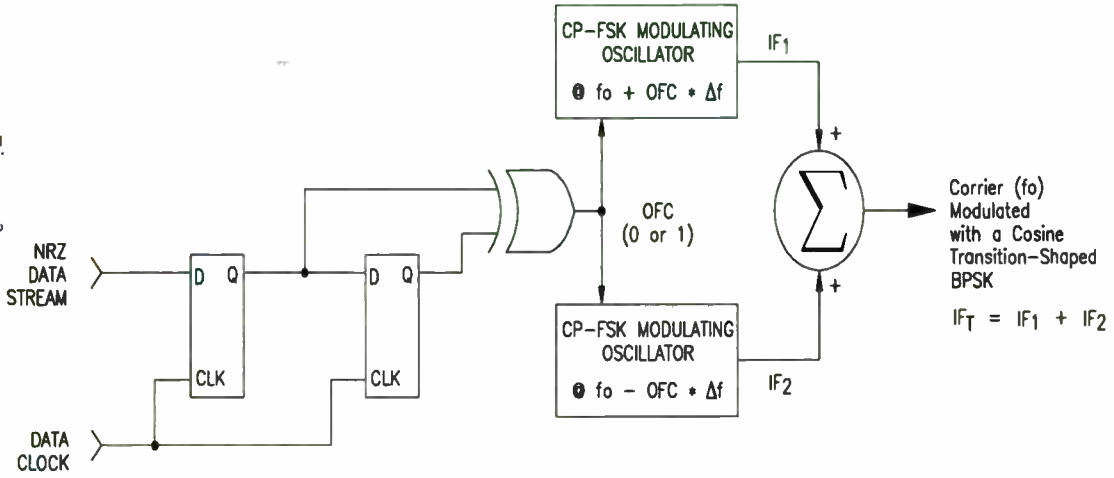 CP-FSK MODULATING
OSCILLATOR
@ fo + OFC * Δf
IF1
+
OFC
(0 or 1)
Σ
Corrier (fo)
Modulated
with a Cosine
Transition-Shaped
BPSK
IFT = IF1 + IF2
NRZ
DATA
STREAM
D Q
CLK
D Q
CLK
DATA
CLOCK
CP-FSK MODULATING
OSCILLATOR
@ fo - OFC * Δf
IF2
+